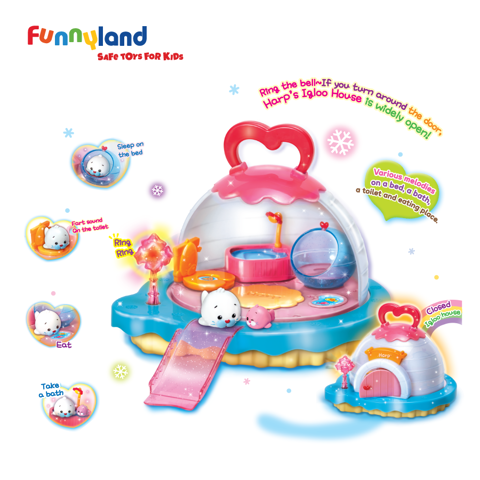 Funnyland
SAFE TOYS FOR KIDS
Ring the bell~If you turn around the door,
Harp's Igloo House is widely open!
Sleep on
the bed
Various melodies
on a bed, a bath,
a toilet and eating place.
Fart sound
on the toilet
Ring
Ring
Eat
Closed
Igloo house
Harp
Take
a bath